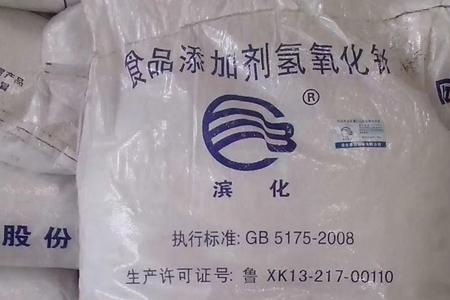 食品添加剂氢氧化钠
®
滨化
执行标准: GB 5175-2008
生产许可证号: 鲁 XK13-217-00110
股份